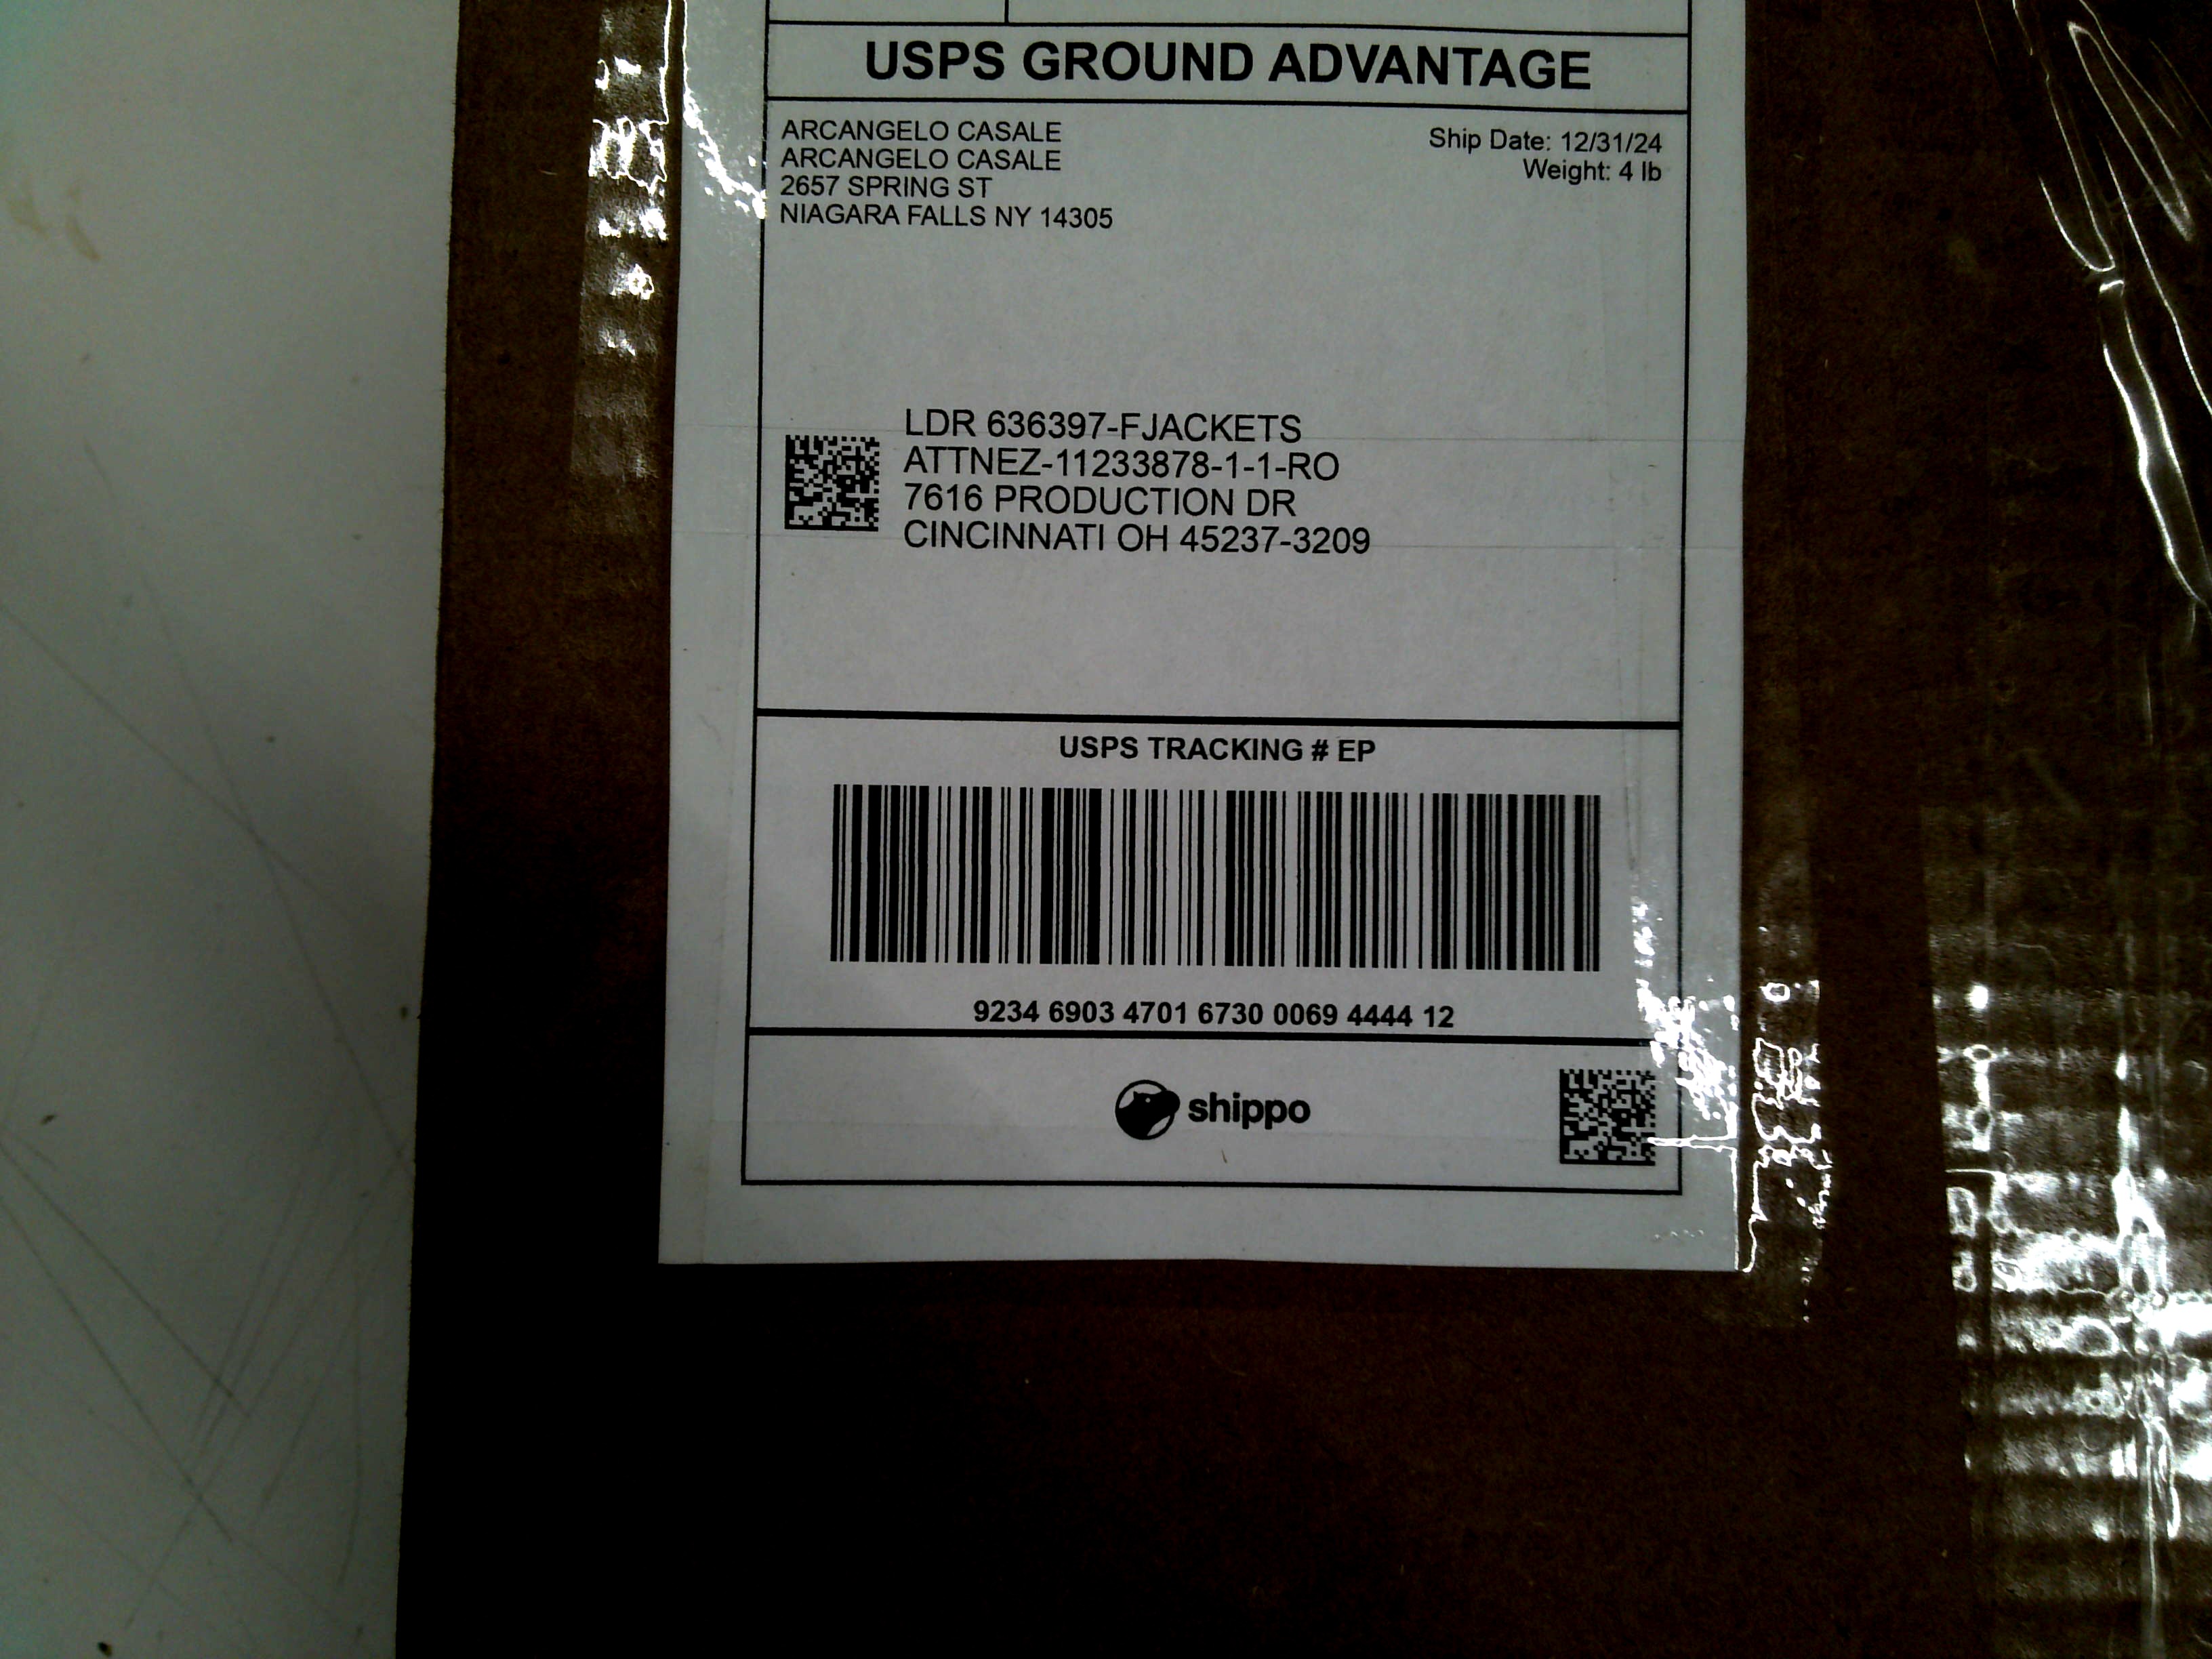 USPS GROUND ADVANTAGE
ARCANGELO CASALE
ARCANGELO CASALE
2657 SPRING ST
NIAGARA FALLS NY 14305
Ship Date: 12/31/24
Weight: 4 lb
LDR 636397-FJACKETS
ATTNEZ-11233878-1-1-RO
7616 PRODUCTION DR
CINCINNATI OH 45237-3209
USPS TRACKING # EP
9234 6903 4701 6730 0069 4444 12
shippo